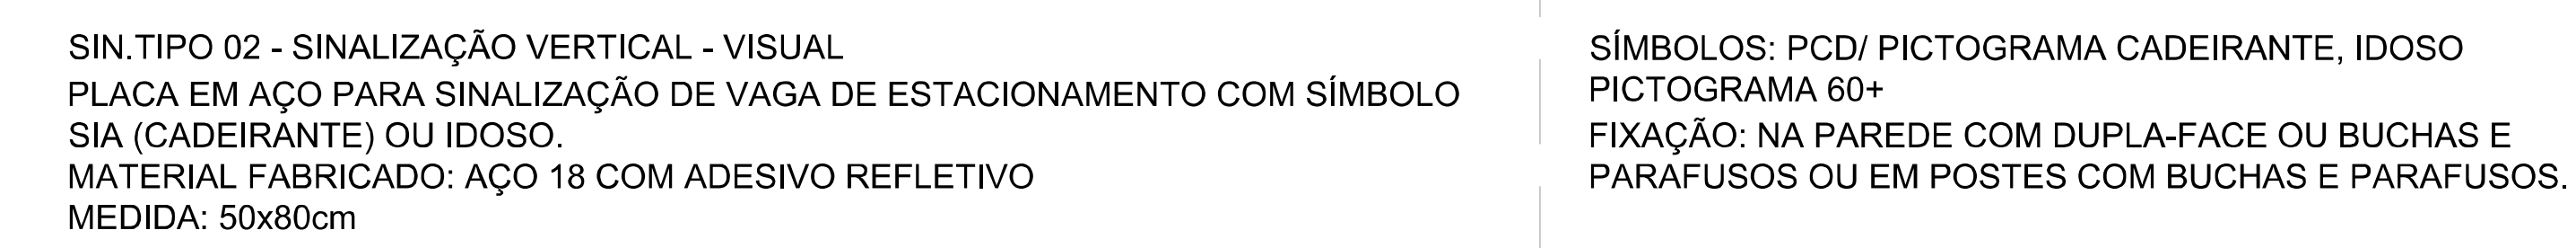 SIN.TIPO 02 - SINALIZAÇÃO VERTICAL - VISUAL
PLACA EM AÇO PARA SINALIZAÇÃO DE VAGA DE ESTACIONAMENTO COM SÍMBOLO
SIA (CADEIRANTE) OU IDOSO.
MATERIAL FABRICADO: AÇO 18 COM ADESIVO REFLETIVO
MEDIDA: 50x80cm
SÍMBOLOS: PCD/ PICTOGRAMA CADEIRANTE, IDOSO
PICTOGRAMA 60+
FIXAÇÃO: NA PAREDE COM DUPLA-FACE OU BUCHAS E
PARAFUSOS OU EM POSTES COM BUCHAS E PARAFUSOS.